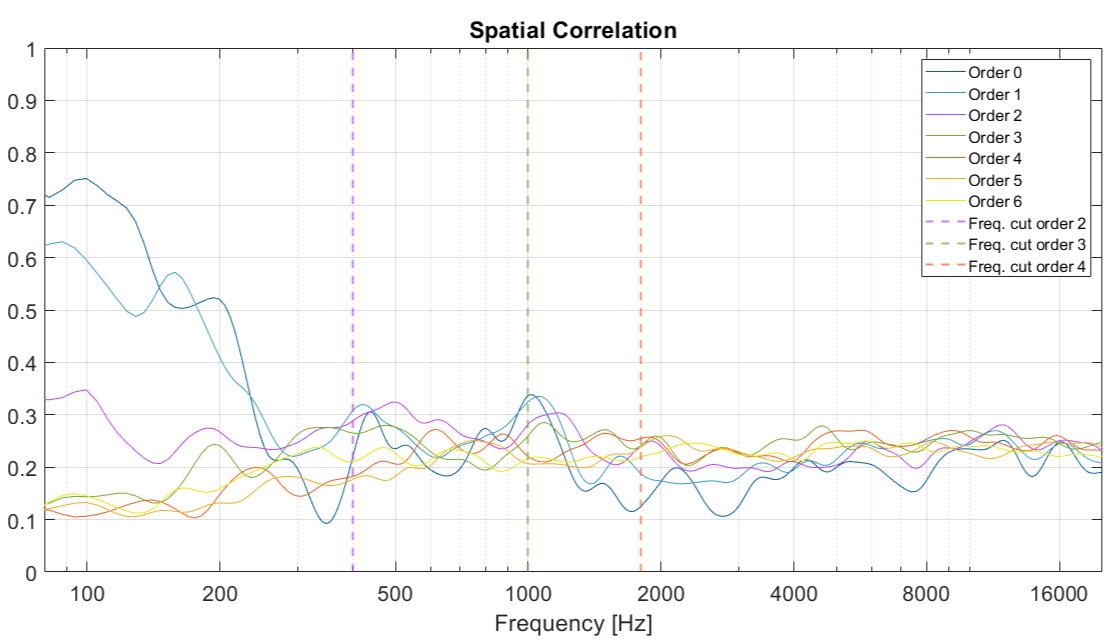 Spatial Correlation
1
0.9
0.8
0.7
0.6
0.5
0.4
0.3
0.2
0.1
0
Order 0
Order 1
Order 2
Order 3
Order 4
Order 5
Order 6
Freq. cut order 2
Freq. cut order 3
Freq. cut order 4
100 200 500 1000 2000 4000 8000 16000
Frequency [Hz]